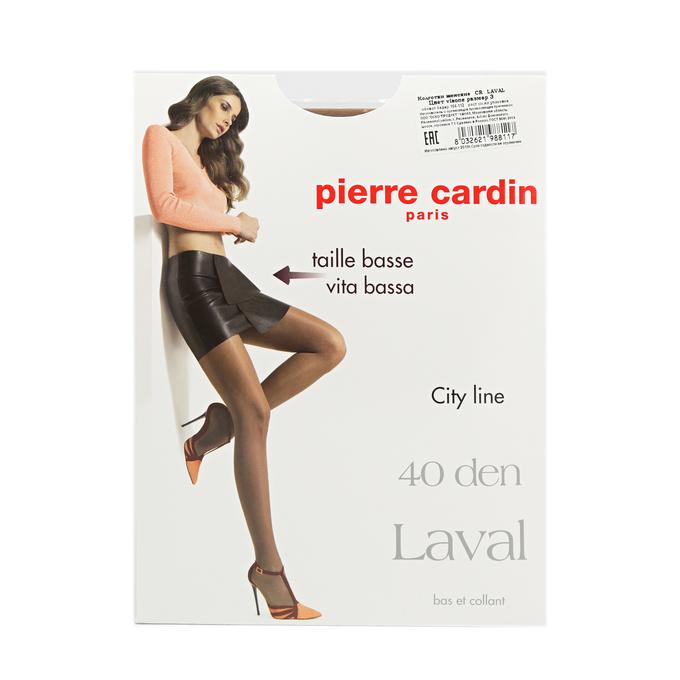 Колготки женские CR LAVAL
Цвет visone размер 3
EAC
8 032621 988117
pierre cardin
paris
taille basse
vita bassa
City line
40 den
Laval
bas et collant